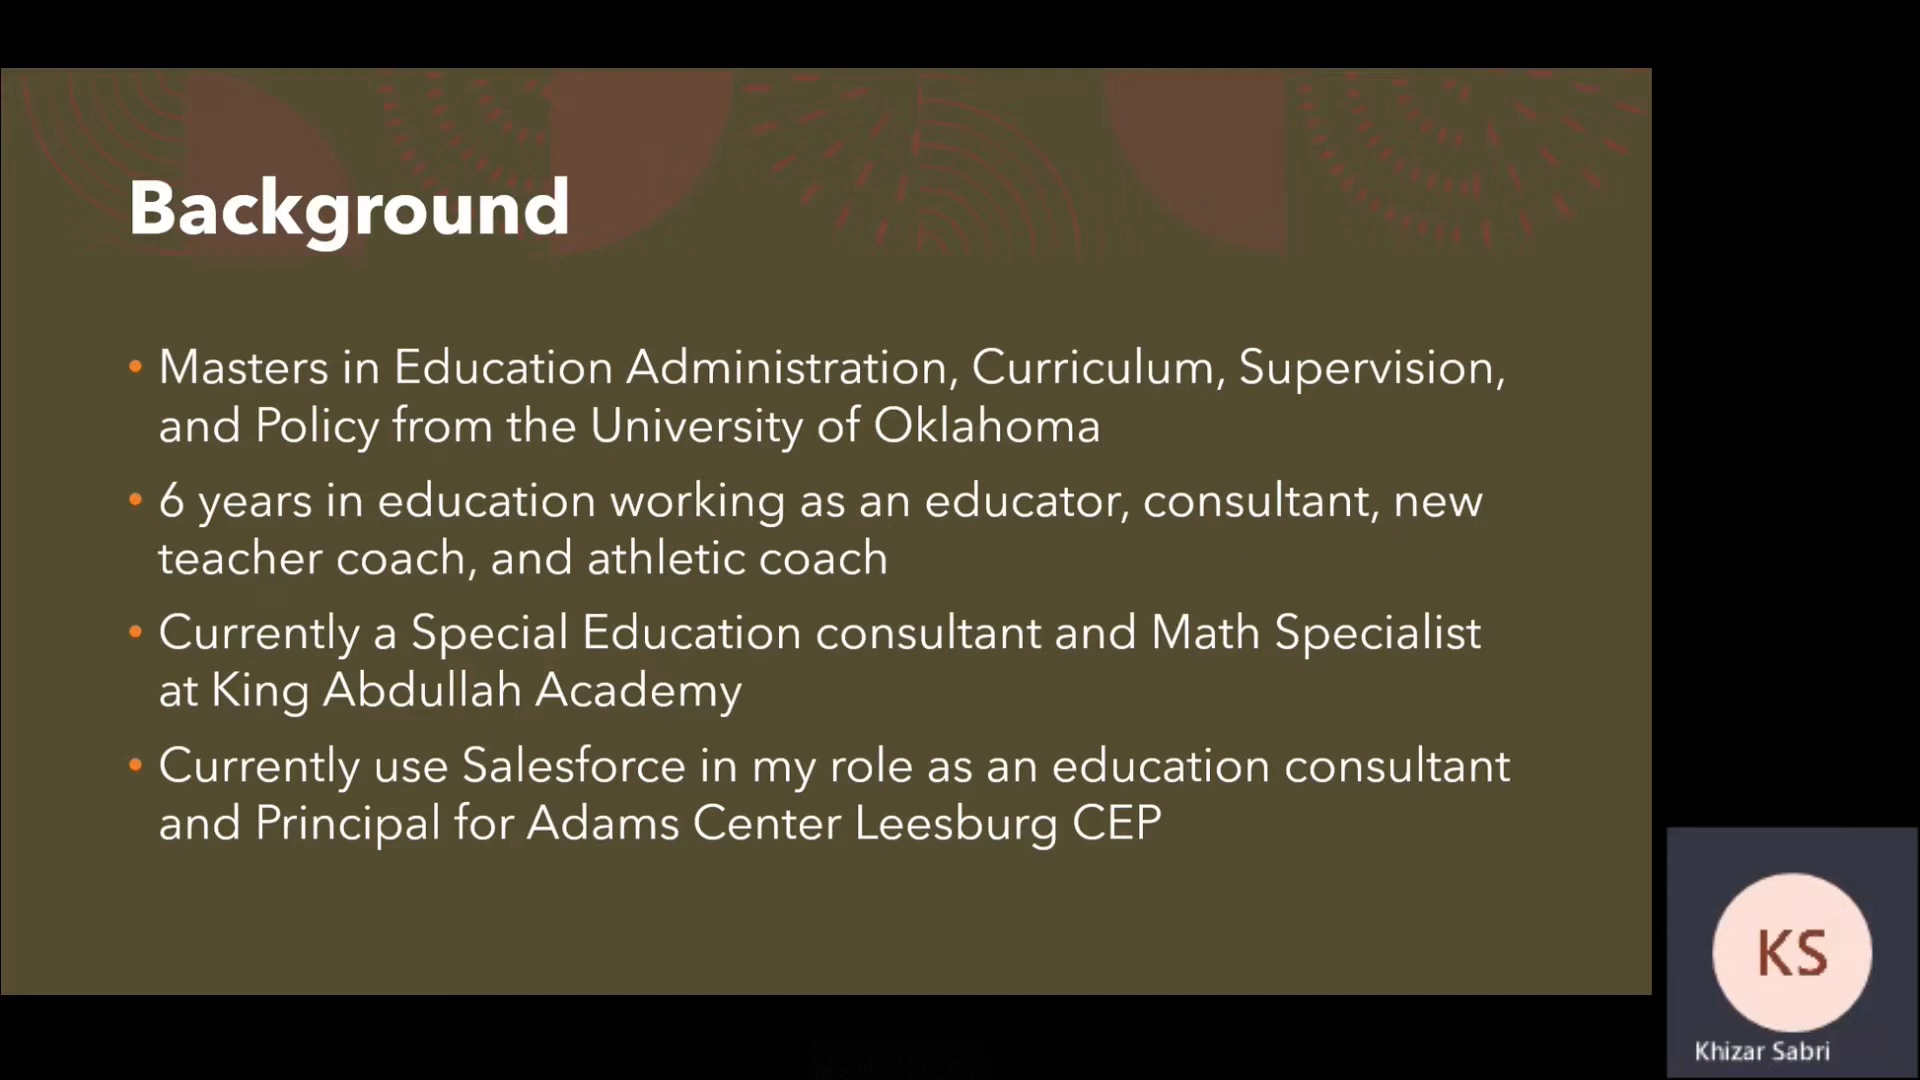 Background
• Masters in Education Administration, Curriculum, Supervision,
and Policy from the University of Oklahoma
• 6 years in education working as an educator, consultant, new
teacher coach, and athletic coach
• Currently a Special Education consultant and Math Specialist
at King Abdullah Academy
• Currently use Salesforce in my role as an education consultant
and Principal for Adams Center Leesburg CEP
KS
Khizar Sabri